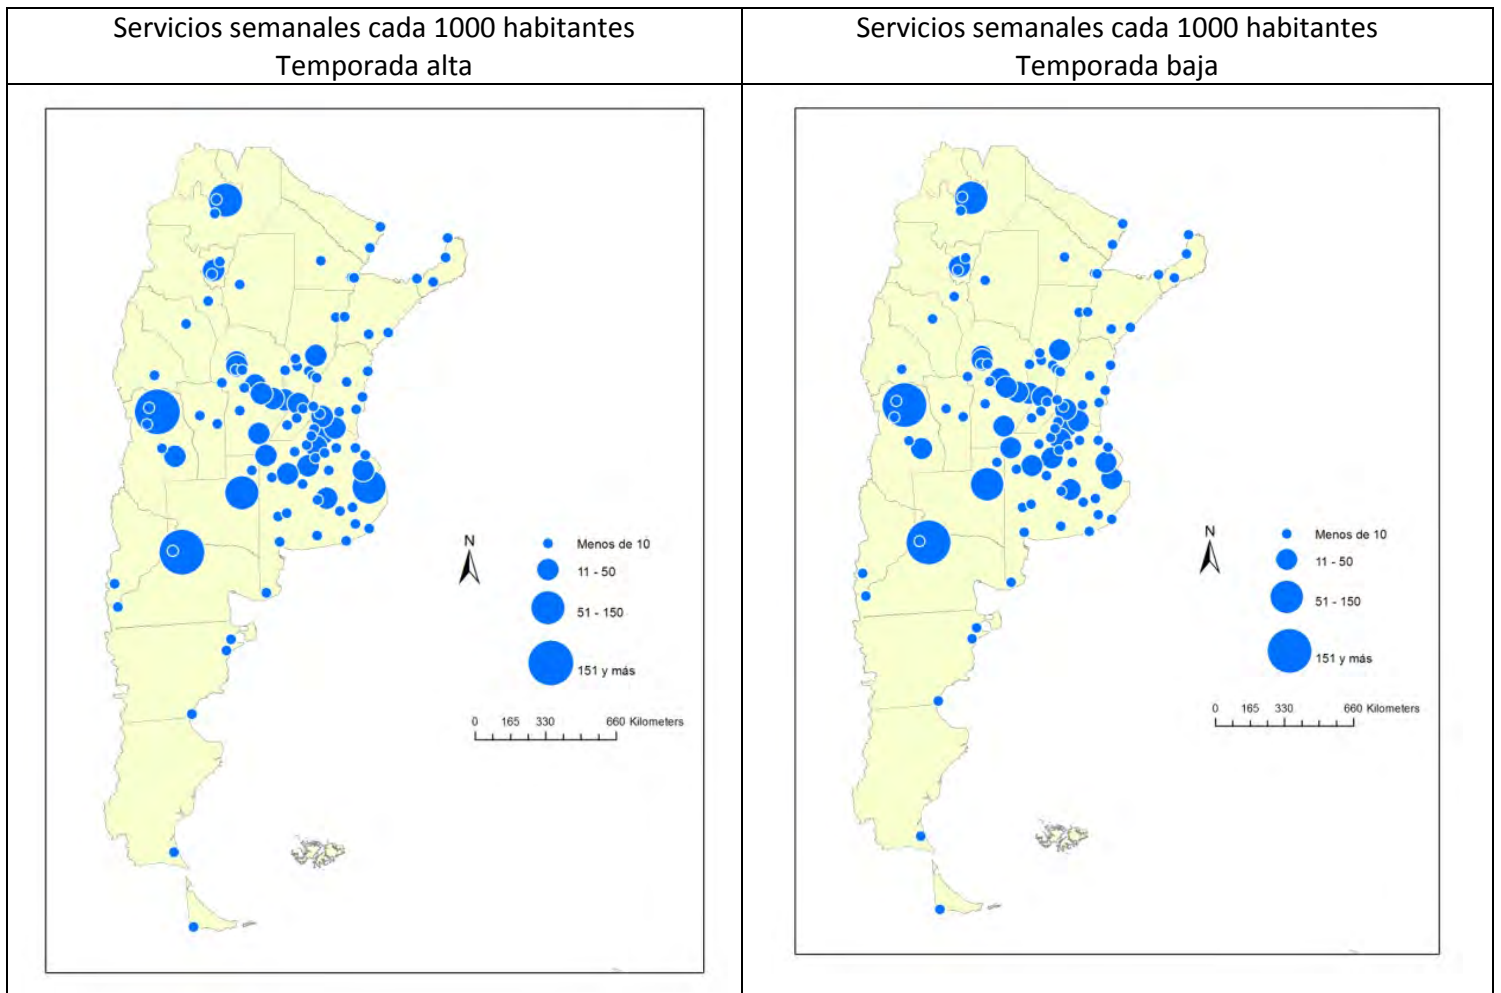 Servicios semanales cada 1000 habitantes
Temporada alta
Servicios semanales cada 1000 habitantes
Temporada baja
N
Menos de 10
11 - 50
51 - 150
151 y más
0 165 330 660 Kilometers
N
Menos de 10
11 - 50
51 - 150
151 y más
0 165 330 660 Kilometers